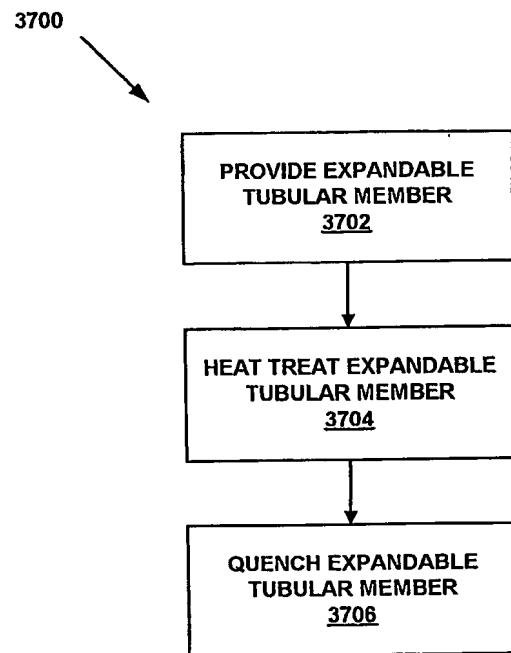 3700
PROVIDE EXPANDABLE
TUBULAR MEMBER
3702
HEAT TREAT EXPANDABLE
TUBULAR MEMBER
3704
QUENCH EXPANDABLE
TUBULAR MEMBER
3706